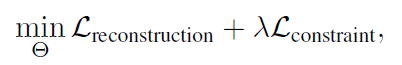 min_Θ ℒ_reconstruction + λℒ_constraint,